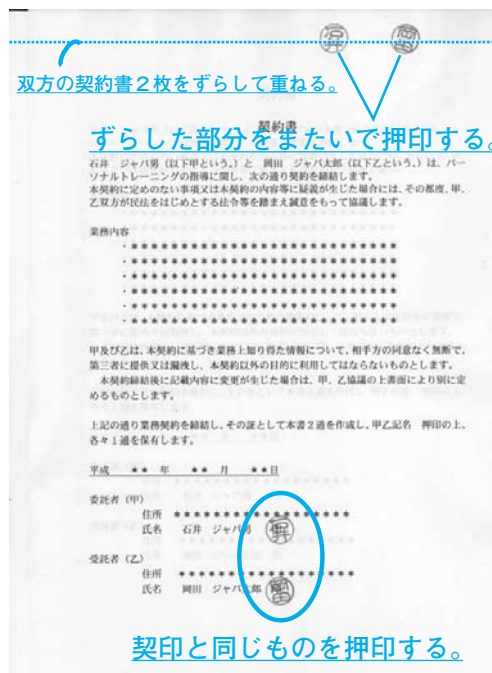 双方の契約書２枚をずらして重ねる。
ずらした部分をまたいで押印する。
契約書
石井　ジャパ男（以下甲という。）と　岡田　ジャパ太郎（以下乙という。）は、パー
ソナルトレーニングの指導に関し、次の通り契約を締結します。
本契約に定めのない事項又は本契約の内容等に疑義が生じた場合には、その都度、甲、
乙双方が民法をはじめとする法令等を踏まえ誠意をもって協議します。
業務内容
・＊＊＊＊＊＊＊＊＊＊＊＊＊＊＊＊＊＊＊＊＊＊＊＊＊
・＊＊＊＊＊＊＊＊＊＊＊＊＊＊＊＊＊＊＊＊＊＊＊＊＊
・＊＊＊＊＊＊＊＊＊＊＊＊＊＊＊＊＊＊＊＊＊＊＊＊＊
・＊＊＊＊＊＊＊＊＊＊＊＊＊＊＊＊＊＊＊＊＊＊＊＊＊
・＊＊＊＊＊＊＊＊＊＊＊＊＊＊＊＊＊＊＊＊＊＊＊＊＊
・＊＊＊＊＊＊＊＊＊＊＊＊＊＊＊＊＊＊＊＊＊＊＊＊＊
甲及び乙は、本契約に基づき業務上知り得た情報について、相手方の同意なく無断で、
第三者に提供又は漏洩し、本契約以外の目的に利用してはならないものとします。
本契約締結後に記載内容に変更が生じた場合は、甲、乙協議の上書面により別に定
めるものとします。
上記の通り業務契約を締結し、その証として本書２通を作成し、甲乙記名　押印の上、
各々１通を保有します。
平成　＊＊　年　＊＊　月　＊＊日
委託者（甲）
住所　＊＊＊＊＊＊＊＊＊＊＊＊＊＊＊＊＊＊
氏名　石井　ジャパ男
受託者（乙）
住所　＊＊＊＊＊＊＊＊＊＊＊＊＊＊＊＊＊＊
氏名　岡田　ジャパ太郎
契印と同じものを押印する。